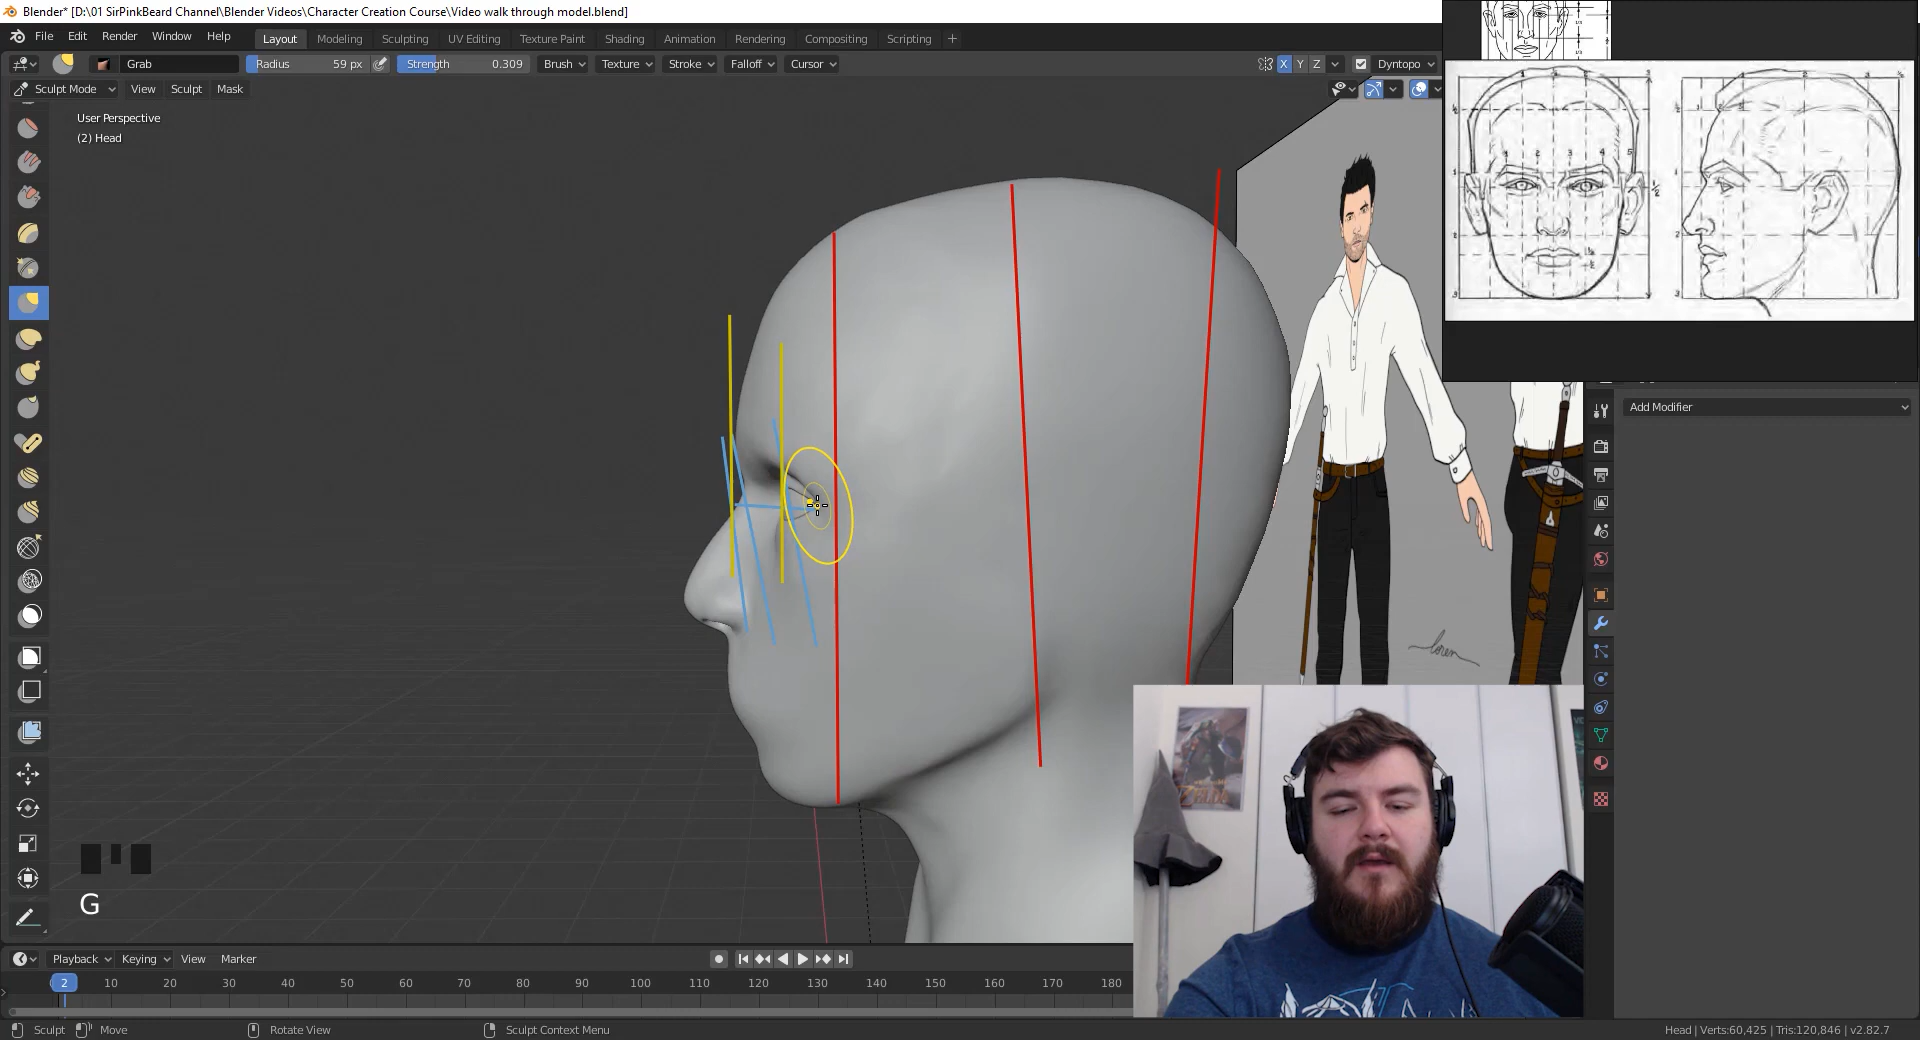 Blender* [D:\01 SirPinkBeard Channel\Blender Videos\Character Creation Course\Video walk through model.blend]
File Edit Render Window Help Layout Modeling Sculpting UV Editing Texture Paint Shading Animation Rendering Compositing Scripting +
Grab Radius 59 px Strength 0.309 Brush Texture Stroke Falloff Cursor X Y Z Dyntopo
Sculpt Mode View Sculpt Mask
User Perspective
(2) Head
Add Modifier
Loren
G
Playback Keying View Marker
2 10 20 30 40 50 60 70 80 90 100 110 120 130 140 150 160 170 180
Sculpt Move Rotate View Sculpt Context Menu Head | Verts:60,425 | Tris:120,846 | v2.82.7